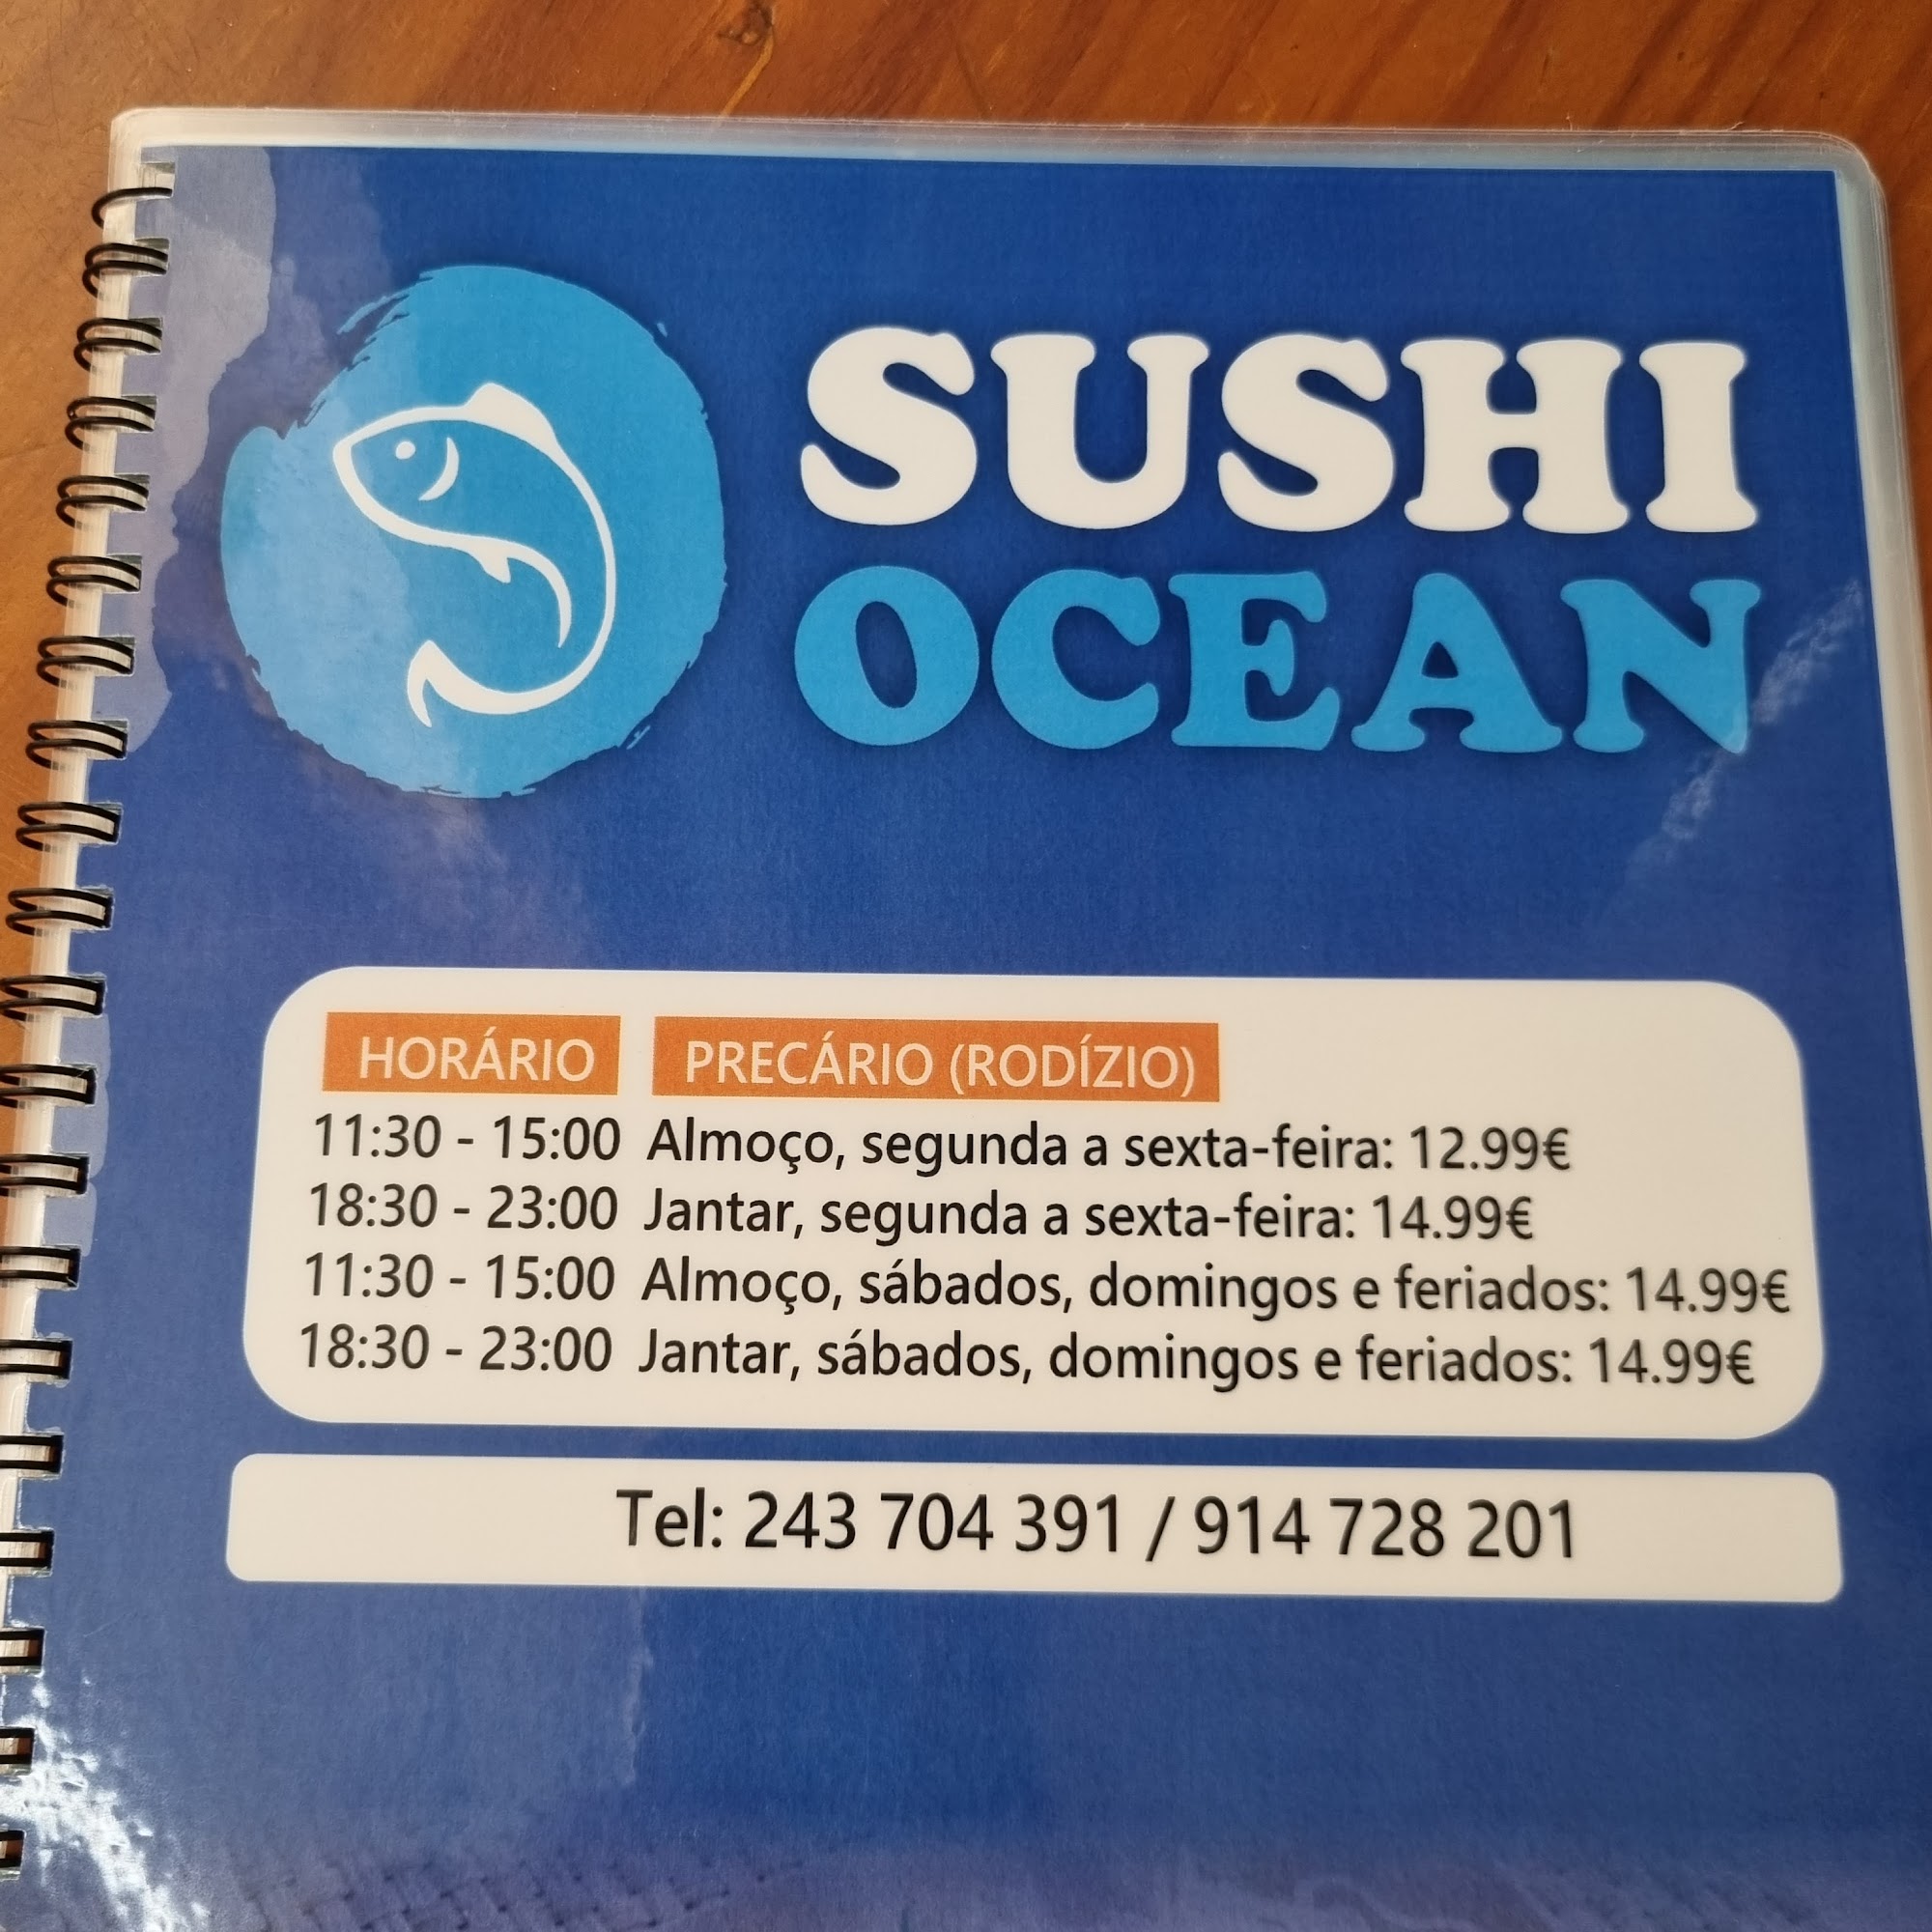 SUSHI
OCEAN
HORÁRIO PRECÁRIO (RODÍZIO)
11:30 - 15:00 Almoço, segunda a sexta-feira: 12.99€
18:30 - 23:00 Jantar, segunda a sexta-feira: 14.99€
11:30 - 15:00 Almoço, sábados, domingos e feriados: 14.99€
18:30 - 23:00 Jantar, sábados, domingos e feriados: 14.99€
Tel: 243 704 391 / 914 728 201